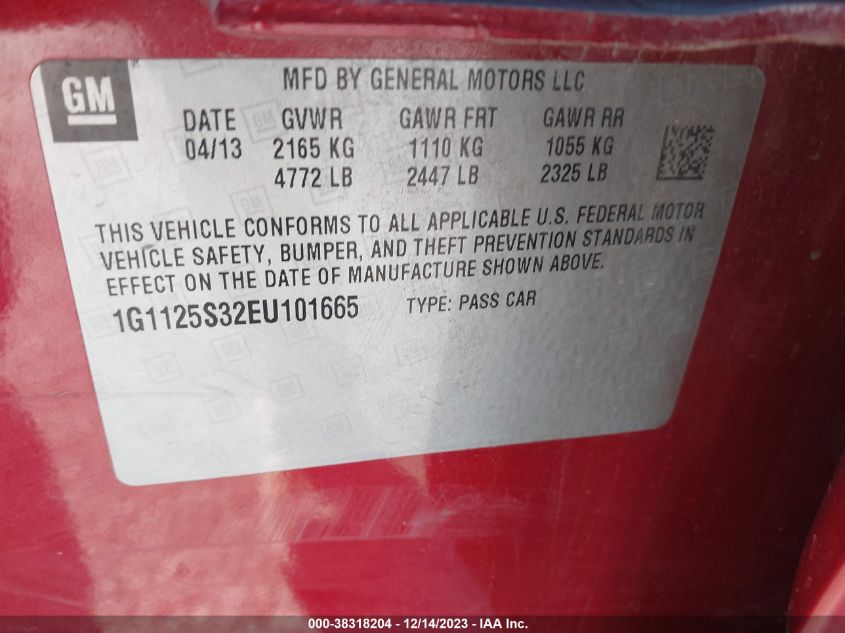 GM
MFD BY GENERAL MOTORS LLC
DATE GVWR GAWR FRT GAWR RR
04/13 2165 KG 1110 KG 1055 KG
4772 LB 2447 LB 2325 LB
THIS VEHICLE CONFORMS TO ALL APPLICABLE U.S. FEDERAL MOTOR
VEHICLE SAFETY, BUMPER, AND THEFT PREVENTION STANDARDS IN
EFFECT ON THE DATE OF MANUFACTURE SHOWN ABOVE.
1G1125S32EU101665 TYPE: PASS CAR
000-38318204 - 12/14/2023 - IAA Inc.